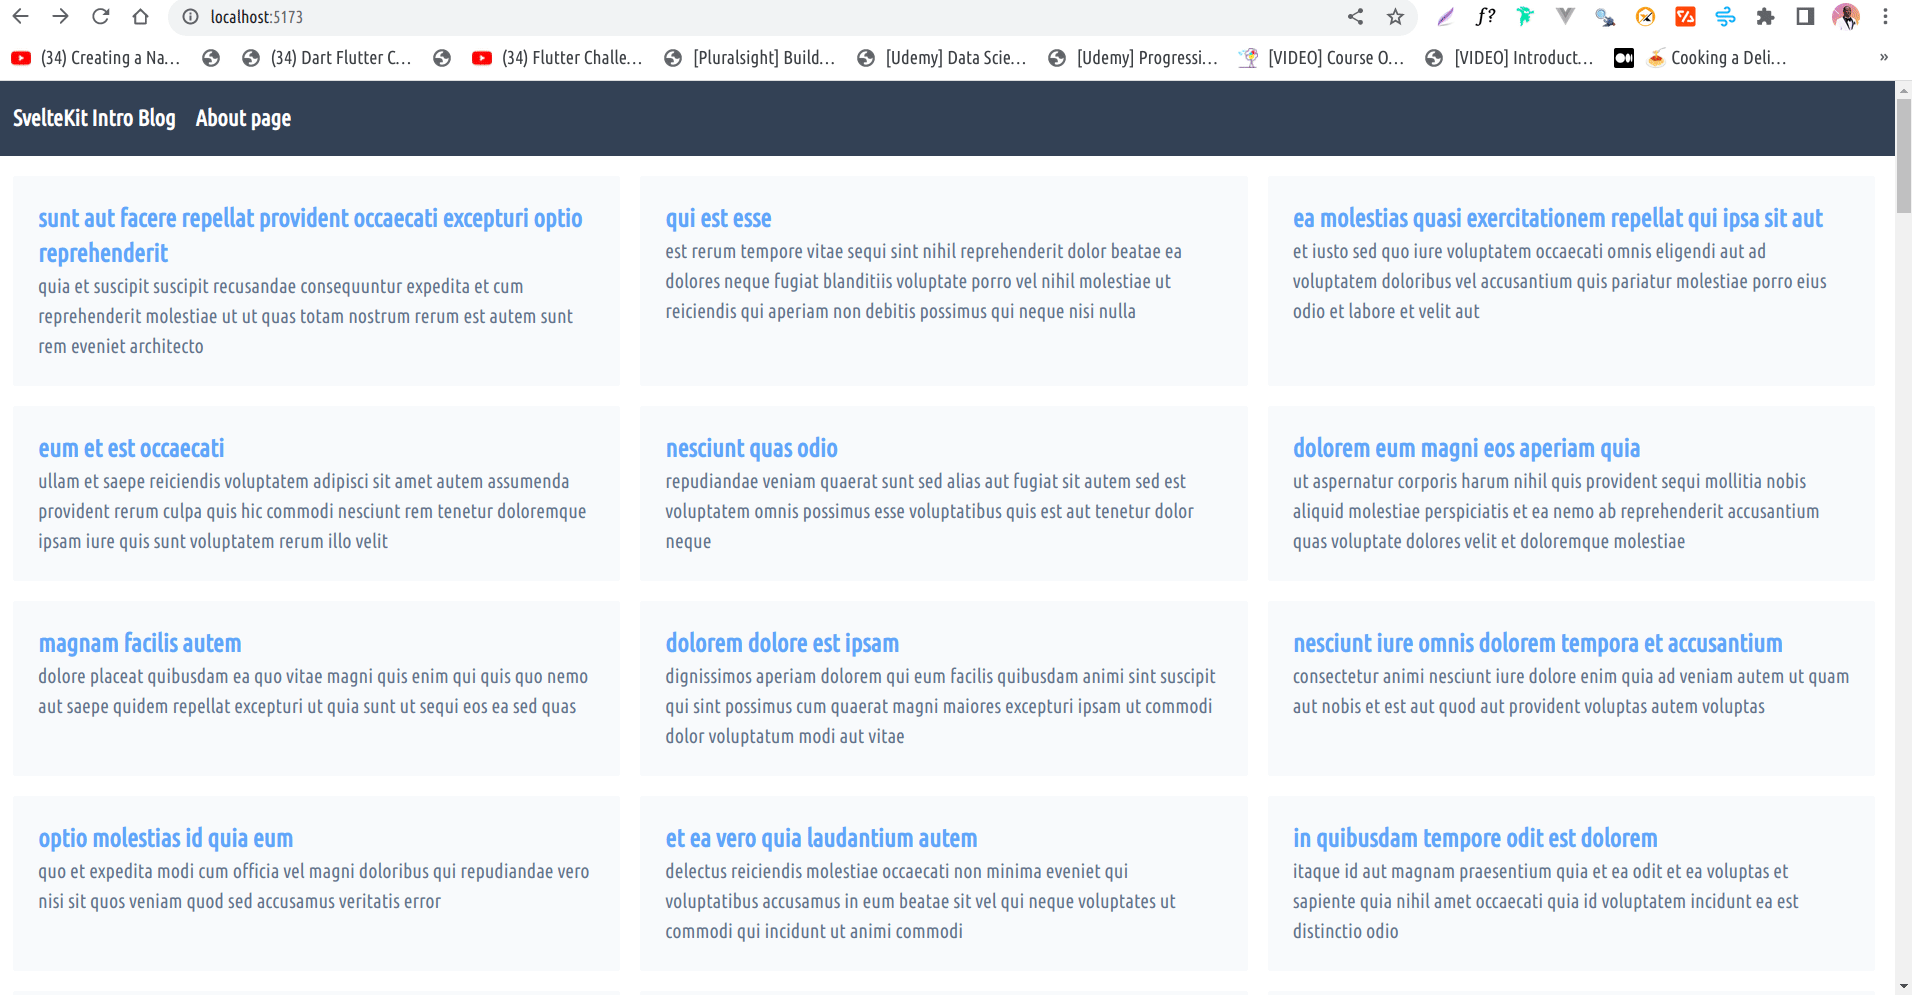 localhost:5173
f?
(34) Creating a Na… (34) Dart Flutter C… (34) Flutter Challe… [Pluralsight] Build… [Udemy] Data Scie… [Udemy] Progressi… [VIDEO] Course O… [VIDEO] Introduct… Cooking a Deli… »
SvelteKit Intro Blog About page
sunt aut facere repellat provident occaecati excepturi optio
reprehenderit
quia et suscipit suscipit recusandae consequuntur expedita et cum
reprehenderit molestiae ut ut quas totam nostrum rerum est autem sunt
rem eveniet architecto
qui est esse
est rerum tempore vitae sequi sint nihil reprehenderit dolor beatae ea
dolores neque fugiat blanditiis voluptate porro vel nihil molestiae ut
reiciendis qui aperiam non debitis possimus qui neque nisi nulla
ea molestias quasi exercitationem repellat qui ipsa sit aut
et iusto sed quo iure voluptatem occaecati omnis eligendi aut ad
voluptatem doloribus vel accusantium quis pariatur molestiae porro eius
odio et labore et velit aut
eum et est occaecati
ullam et saepe reiciendis voluptatem adipisci sit amet autem assumenda
provident rerum culpa quis hic commodi nesciunt rem tenetur doloremque
ipsam iure quis sunt voluptatem rerum illo velit
nesciunt quas odio
repudiandae veniam quaerat sunt sed alias aut fugiat sit autem sed est
voluptatem omnis possimus esse voluptatibus quis est aut tenetur dolor
neque
dolorem eum magni eos aperiam quia
ut aspernatur corporis harum nihil quis provident sequi mollitia nobis
aliquid molestiae perspiciatis et ea nemo ab reprehenderit accusantium
quas voluptate dolores velit et doloremque molestiae
magnam facilis autem
dolore placeat quibusdam ea quo vitae magni quis enim qui quis quo nemo
aut saepe quidem repellat excepturi ut quia sunt ut sequi eos ea sed quas
dolorem dolore est ipsam
dignissimos aperiam dolorem qui eum facilis quibusdam animi sint suscipit
qui sint possimus cum quaerat magni maiores excepturi ipsam ut commodi
dolor voluptatum modi aut vitae
nesciunt iure omnis dolorem tempora et accusantium
consectetur animi nesciunt iure dolore enim quia ad veniam autem ut quam
aut nobis et est aut quod aut provident voluptas autem voluptas
optio molestias id quia eum
quo et expedita modi cum officia vel magni doloribus qui repudiandae vero
nisi sit quos veniam quod sed accusamus veritatis error
et ea vero quia laudantium autem
delectus reiciendis molestiae occaecati non minima eveniet qui
voluptatibus accusamus in eum beatae sit vel qui neque voluptates ut
commodi qui incidunt ut animi commodi
in quibusdam tempore odit est dolorem
itaque id aut magnam praesentium quia et ea odit et ea voluptas et
sapiente quia nihil amet occaecati quia id voluptatem incidunt ea est
distinctio odio